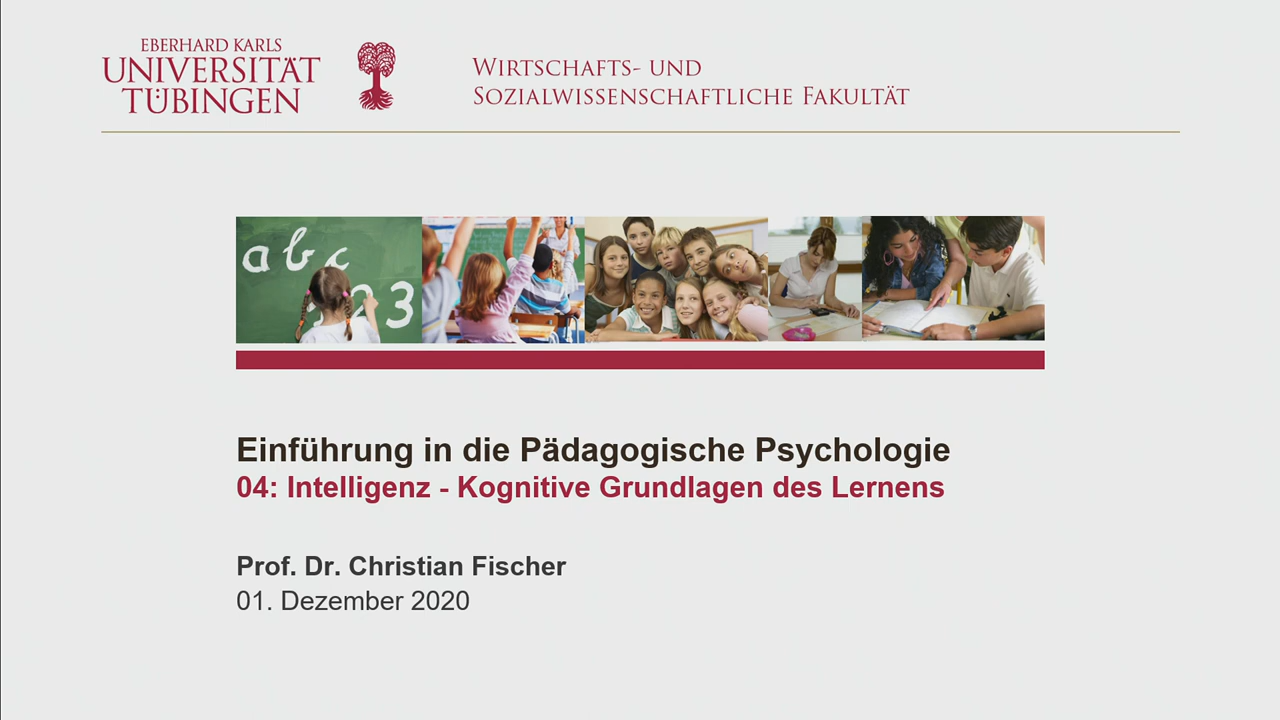 EBERHARD KARLS
UNIVERSITÄT
TÜBINGEN
WIRTSCHAFTS- UND
SOZIALWISSENSCHAFTLICHE FAKULTÄT
abc
123
Einführung in die Pädagogische Psychologie
04: Intelligenz - Kognitive Grundlagen des Lernens
Prof. Dr. Christian Fischer
01. Dezember 2020